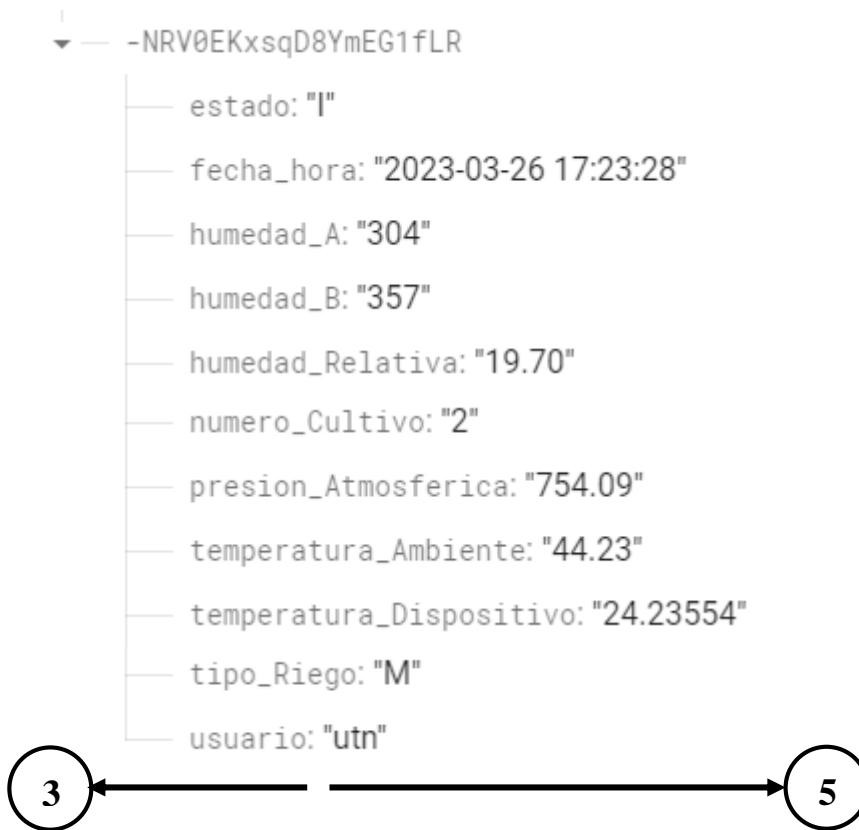 -NRV0EKxsqD8YmEG1fLR
estado: "I"
fecha_hora: "2023-03-26 17:23:28"
humedad_A: "304"
humedad_B: "357"
humedad_Relativa: "19.70"
numero_Cultivo: "2"
presion_Atmosferica: "754.09"
temperatura_Ambiente: "44.23"
temperatura_Dispositivo: "24.23554"
tipo_Riego: "M"
usuario: "utn"
3 5